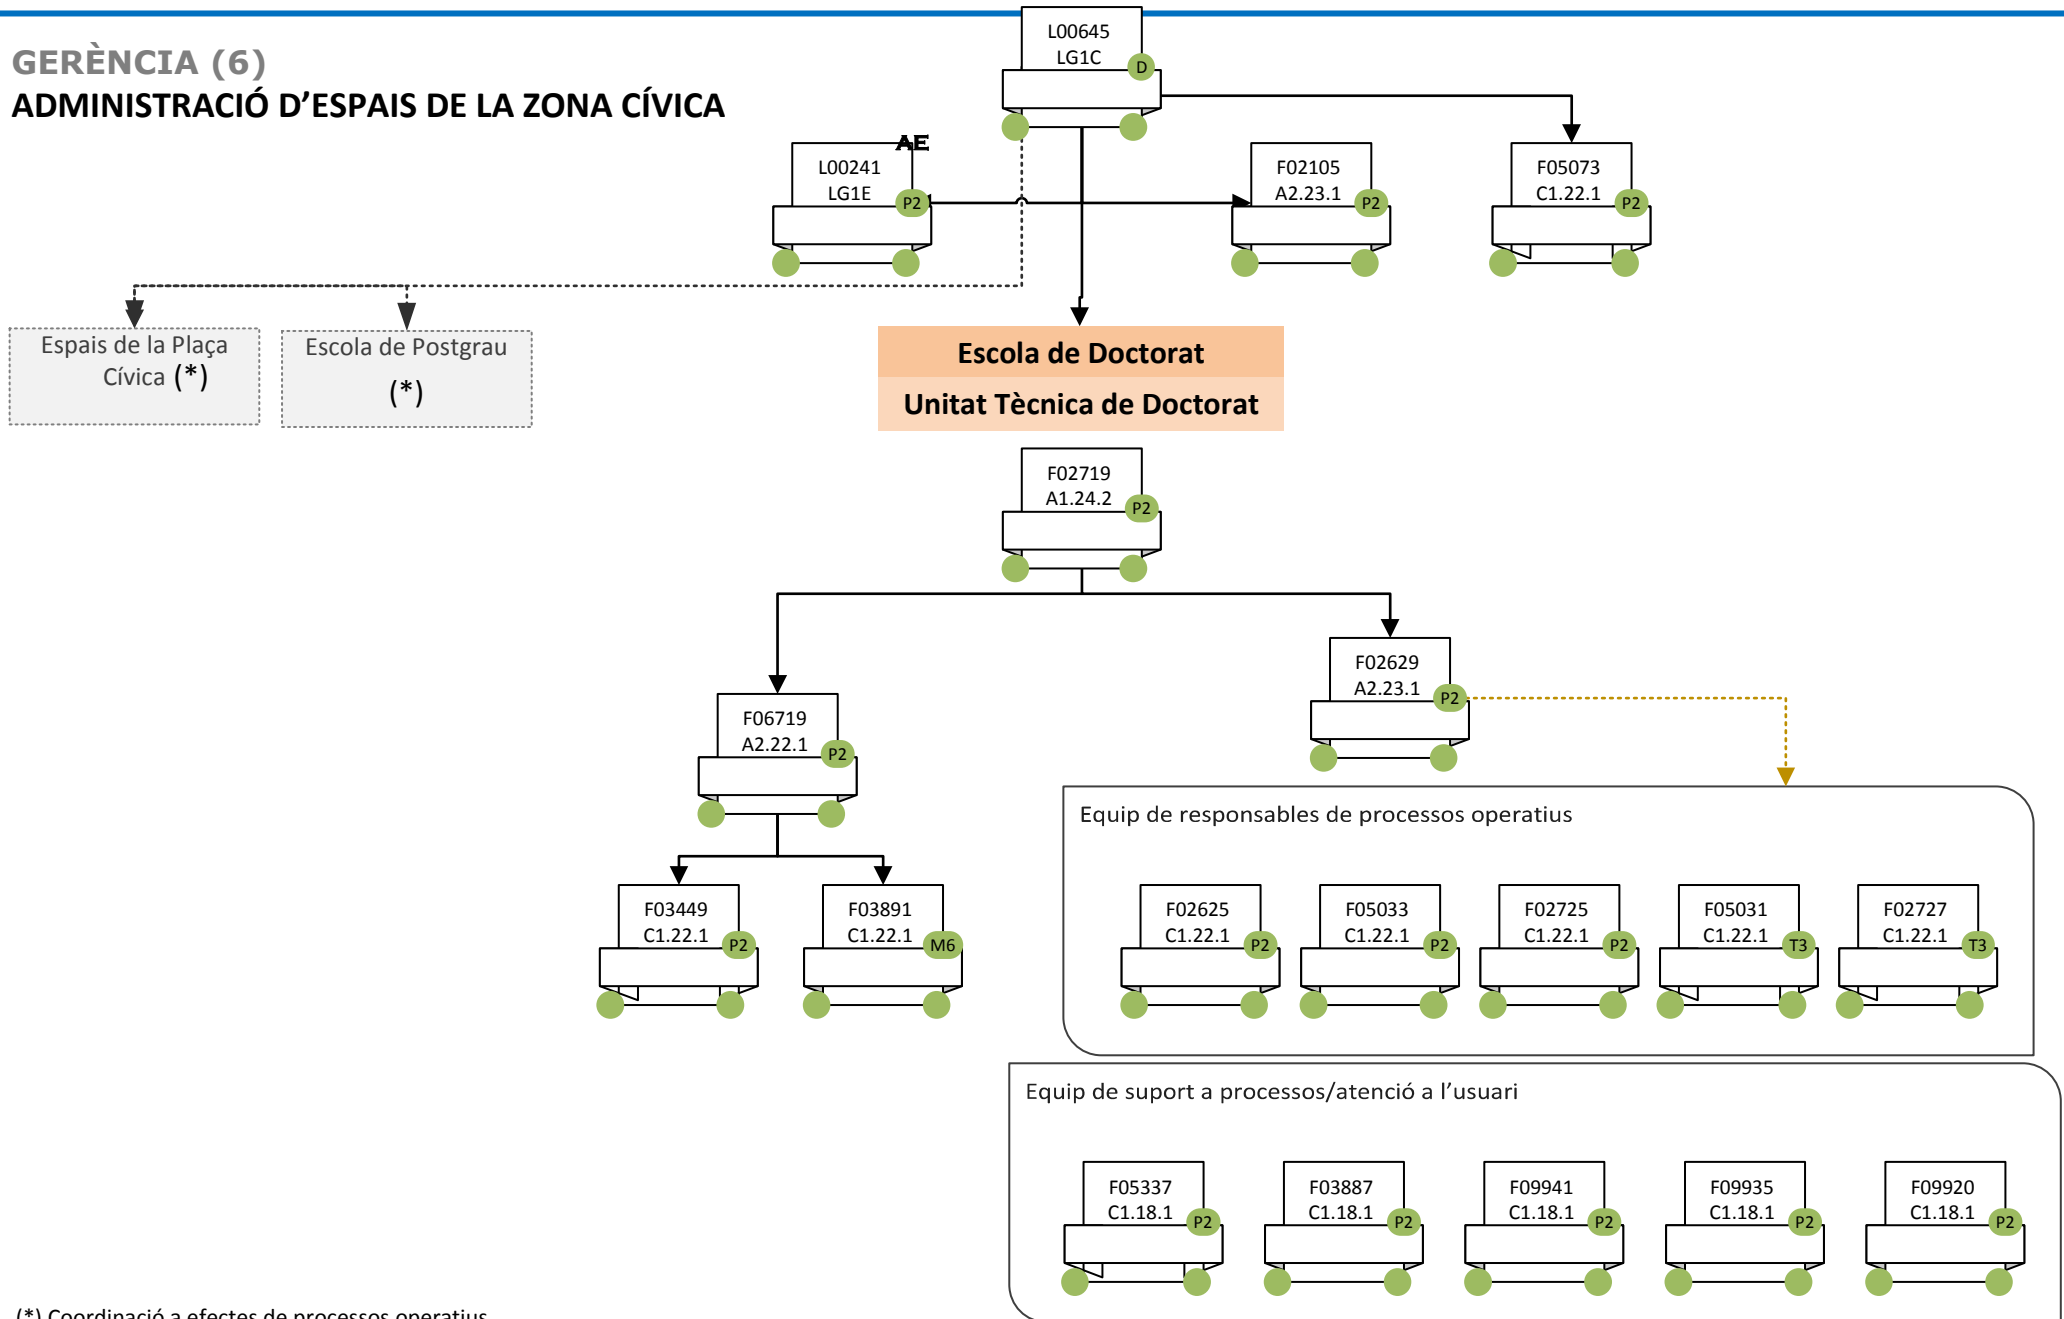 GERÈNCIA (6)
ADMINISTRACIÓ D'ESPAIS DE LA ZONA CÍVICA
L00645
LG1C
D
AE
L00241
LG1E
P2
F02105
A2.23.1
P2
F05073
C1.22.1
P2
Espais de la Plaça
Cívica (*)
Escola de Postgrau
(*)
Escola de Doctorat
Unitat Tècnica de Doctorat
F02719
A1.24.2
P2
F02629
A2.23.1
P2
F06719
A2.22.1
P2
Equip de responsables de processos operatius
F03449
C1.22.1
P2
F03891
C1.22.1
M6
F02625
C1.22.1
P2
F05033
C1.22.1
P2
F02725
C1.22.1
P2
F05031
C1.22.1
T3
F02727
C1.22.1
T3
Equip de suport a processos/atenció a l'usuari
F05337
C1.18.1
P2
F03887
C1.18.1
P2
F09941
C1.18.1
P2
F09935
C1.18.1
P2
F09920
C1.18.1
P2
(*) Coordinació a efectes de processos operatius